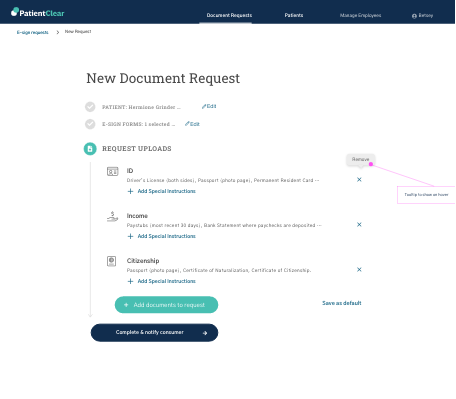 PatientClear
Document Requests
Patients
Manage Employees
Betsey
E-sign requests
New Request
New Document Request
PATIENT: Hermione Grinder ...
Edit
E-SIGN FORMS: 1 selected ...
Edit
REQUEST UPLOADS
Remove
ID
Driver's License (both sides), Passport (photo page), Permanent Resident Card —
Add Special Instructions
Tooltip to show on hover
Income
Paystubs (most recent 30 days), Bank Statement where paychecks are deposited —
Add Special Instructions
Citizenship
Passport (photo page), Certificate of Naturalization, Certificate of Citizenship.
Add Special Instructions
+ Add documents to request
Save as default
Complete & notify consumer